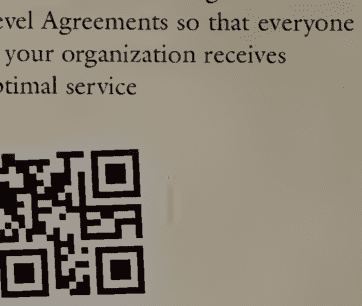 evel Agreements so that everyone
your organization receives
ptimal service